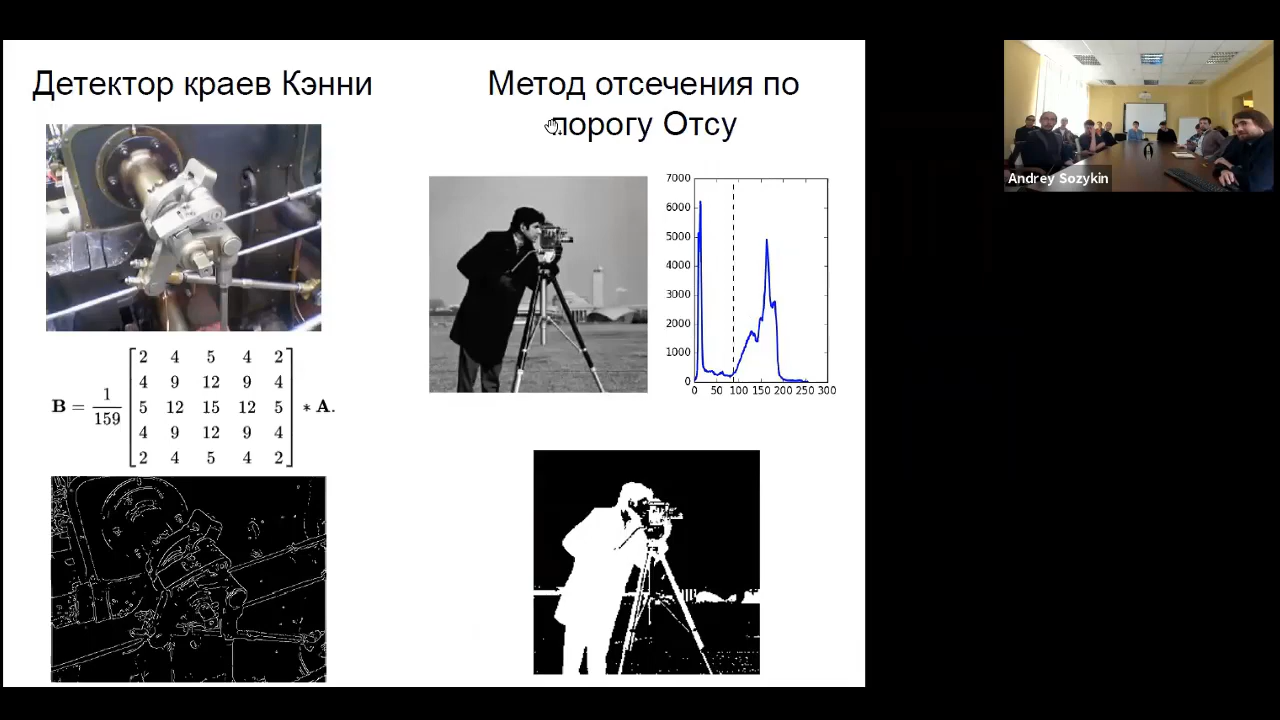 Детектор краев Кэнни
Метод отсечения по
порогу Отсу
Andrey Sozykin
7000
6000
5000
4000
3000
2000
1000
0
0 50 100 150 200 250 300
B = 1/159 [
2 4 5 4 2
4 9 12 9 4
5 12 15 12 5
4 9 12 9 4
2 4 5 4 2
] * A.